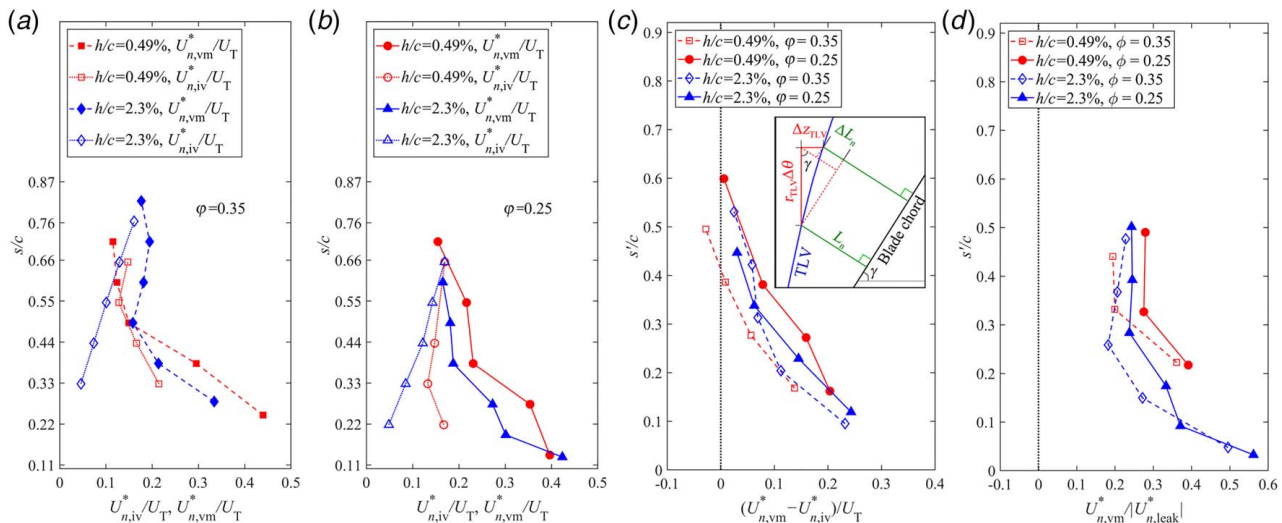 (a)
h/c=0.49%, U*n,vm/UT
h/c=0.49%, U*n,iv/UT
h/c=2.3%, U*n,vm/UT
h/c=2.3%, U*n,iv/UT
φ=0.35
s/c
0.87
0.76
0.66
0.55
0.44
0.33
0.22
0.11
0 0.1 0.2 0.3 0.4 0.5
U*n,iv/UT, U*n,vm/UT
(b)
h/c=0.49%, U*n,vm/UT
h/c=0.49%, U*n,iv/UT
h/c=2.3%, U*n,vm/UT
h/c=2.3%, U*n,iv/UT
φ=0.25
s/c
0.87
0.76
0.66
0.55
0.44
0.33
0.22
0.11
0 0.1 0.2 0.3 0.4 0.5
U*n,iv/UT, U*n,vm/UT
(c)
h/c=0.49%, φ=0.35
h/c=0.49%, φ=0.25
h/c=2.3%, φ=0.35
h/c=2.3%, φ=0.25
ΔzTLV
ΔLn
γ
rTLVΔθ
TLV
Ln
Blade chord
γ
s'/c
0.9
0.8
0.7
0.6
0.5
0.4
0.3
0.2
0.1
0
-0.1 0 0.1 0.2 0.3 0.4
(U*n,vm−U*n,iv)/UT
(d)
h/c=0.49%, ϕ = 0.35
h/c=0.49%, ϕ = 0.25
h/c=2.3%, ϕ = 0.35
h/c=2.3%, ϕ = 0.25
s'/c
0.9
0.8
0.7
0.6
0.5
0.4
0.3
0.2
0.1
0
-0.1 0 0.1 0.2 0.3 0.4 0.5 0.6
U*n,vm/|U*n,leak|